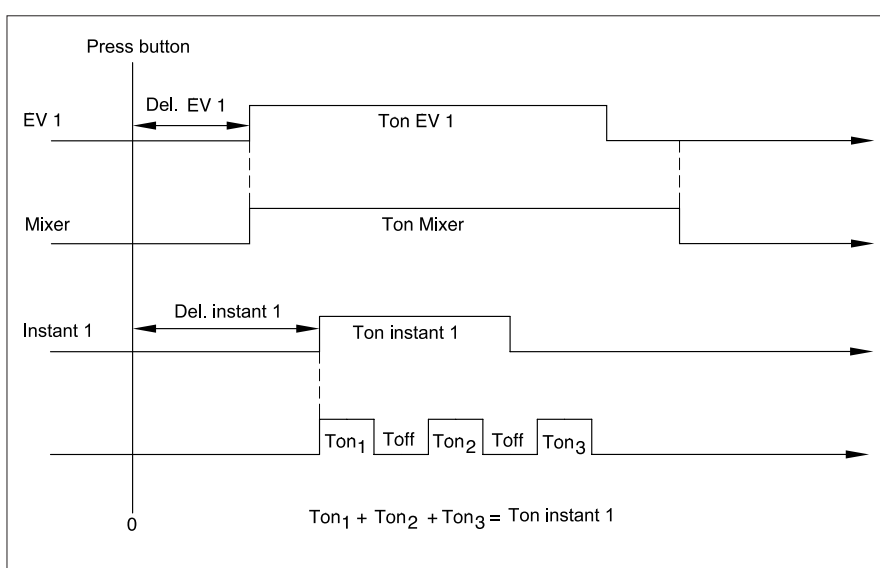 Press button
Del. EV 1
EV 1
Ton EV 1
Mixer
Ton Mixer
Del. instant 1
Instant 1
Ton instant 1
Ton1 Toff Ton2 Toff Ton3
0
Ton1 + Ton2 + Ton3 = Ton instant 1